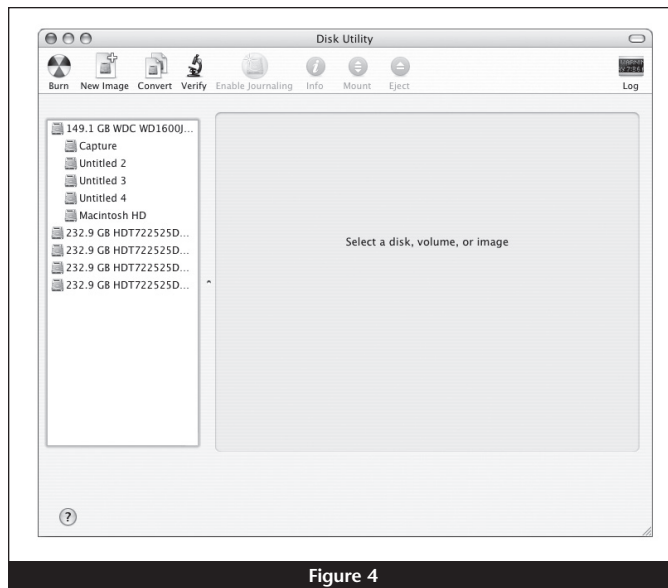 Disk Utility
Burn New Image Convert Verify Enable Journaling Info Mount Eject Log
149.1 GB WDC WD1600J...
Capture
Untitled 2
Untitled 3
Untitled 4
Macintosh HD
232.9 GB HDT722525D...
232.9 GB HDT722525D...
232.9 GB HDT722525D...
232.9 GB HDT722525D...
Select a disk, volume, or image
?
Figure 4